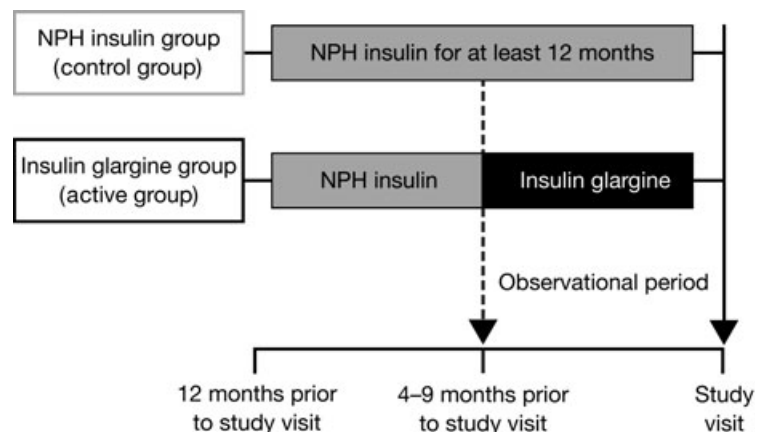 NPH insulin group
(control group)
NPH insulin for at least 12 months
Insulin glargine group
(active group)
NPH insulin
Insulin glargine
Observational period
12 months prior
to study visit
4–9 months prior
to study visit
Study
visit